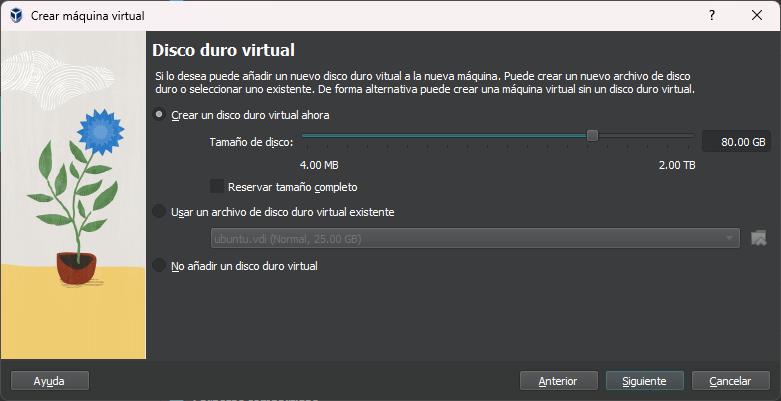 Crear máquina virtual
?
Disco duro virtual
Si lo desea puede añadir un nuevo disco duro vitual a la nueva máquina. Puede crear un nuevo archivo de disco
duro o seleccionar uno existente. De forma alternativa puede crear una máquina virtual sin un disco duro virtual.
Crear un disco duro virtual ahora
Tamaño de disco:
80.00 GB
4.00 MB
2.00 TB
Reservar tamaño completo
Usar un archivo de disco duro virtual existente
ubuntu.vdi (Normal, 25.00 GB)
No añadir un disco duro virtual
Ayuda
Anterior
Siguiente
Cancelar